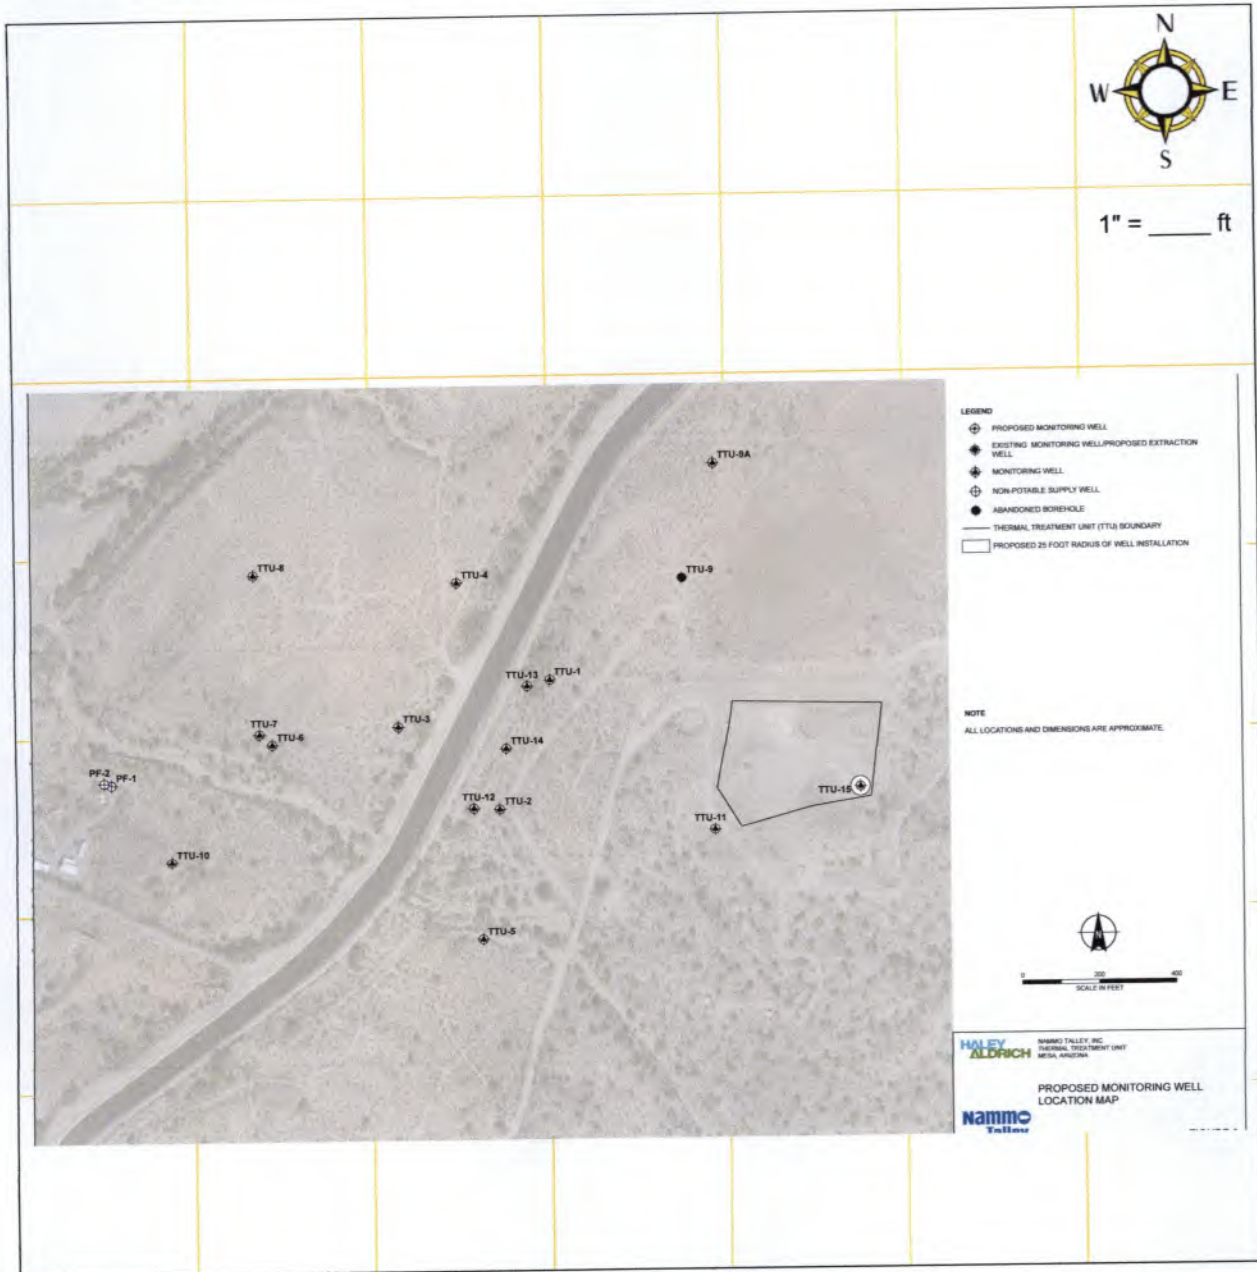 N
W E
S
1" = _____ ft
LEGEND
PROPOSED MONITORING WELL
EXISTING MONITORING WELL/PROPOSED EXTRACTION
WELL
MONITORING WELL
NON-POTABLE SUPPLY WELL
ABANDONED BOREHOLE
THERMAL TREATMENT UNIT (TTU) BOUNDARY
PROPOSED 25 FOOT RADIUS OF WELL INSTALLATION
TTU-9A
TTU-8
TTU-4
TTU-9
TTU-13
TTU-1
TTU-7
TTU-6
TTU-3
TTU-14
PF-2
PF-1
TTU-12
TTU-2
TTU-15
TTU-11
TTU-10
TTU-5
NOTE
ALL LOCATIONS AND DIMENSIONS ARE APPROXIMATE.
N
0 200 400
SCALE IN FEET
HALEY
ALDRICH
NAMMO TALLEY, INC
THERMAL TREATMENT UNIT
MESA, ARIZONA
PROPOSED MONITORING WELL
LOCATION MAP
Nammo
Talley